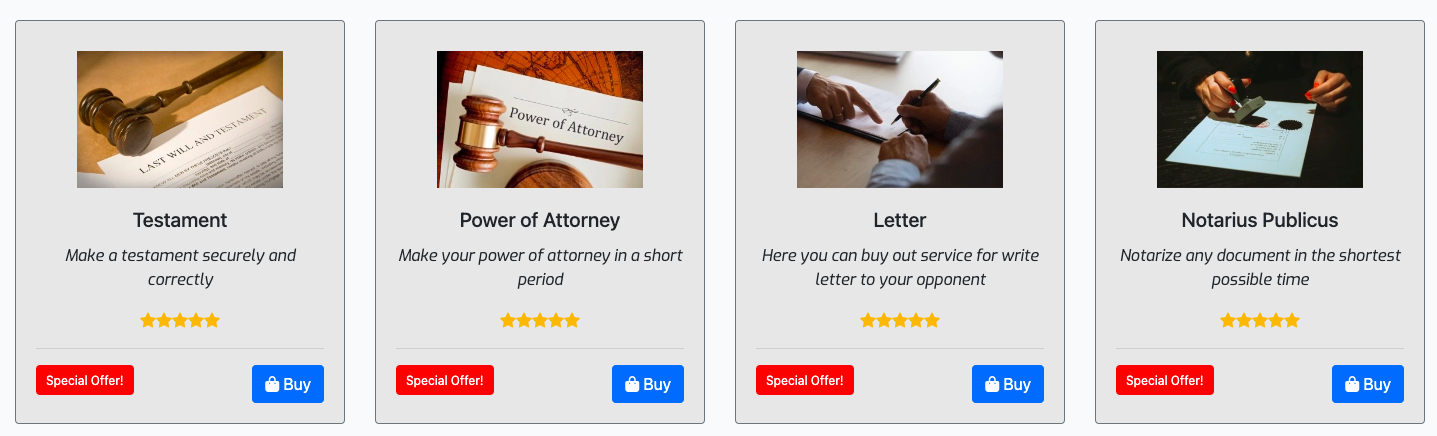 LAST WILL AND TESTAMENT
Power of Attorney
Testament
Make a testament securely and
correctly
Special Offer!
Buy
Power of Attorney
Make your power of attorney in a short
period
Special Offer!
Buy
Letter
Here you can buy out service for write
letter to your opponent
Special Offer!
Buy
Notarius Publicus
Notarize any document in the shortest
possible time
Special Offer!
Buy